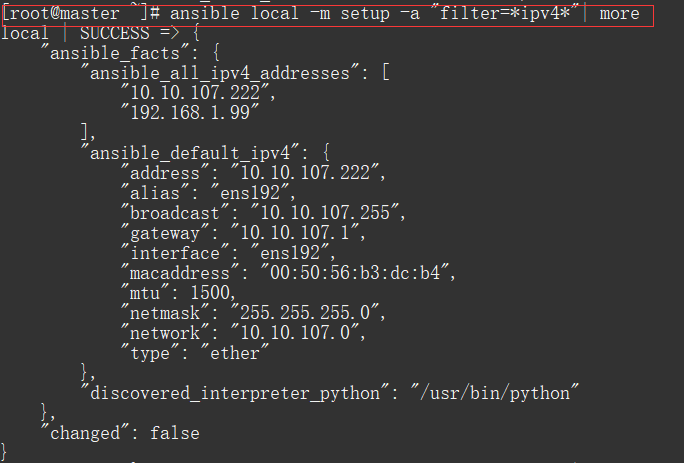 [root@master ~]# ansible local -m setup -a "filter=*ipv4*"| more
local | SUCCESS => {
    "ansible_facts": {
        "ansible_all_ipv4_addresses": [
            "10.10.107.222",
            "192.168.1.99"
        ],
        "ansible_default_ipv4": {
            "address": "10.10.107.222",
            "alias": "ens192",
            "broadcast": "10.10.107.255",
            "gateway": "10.10.107.1",
            "interface": "ens192",
            "macaddress": "00:50:56:b3:dc:b4",
            "mtu": 1500,
            "netmask": "255.255.255.0",
            "network": "10.10.107.0",
            "type": "ether"
        },
        "discovered_interpreter_python": "/usr/bin/python"
    },
    "changed": false
}